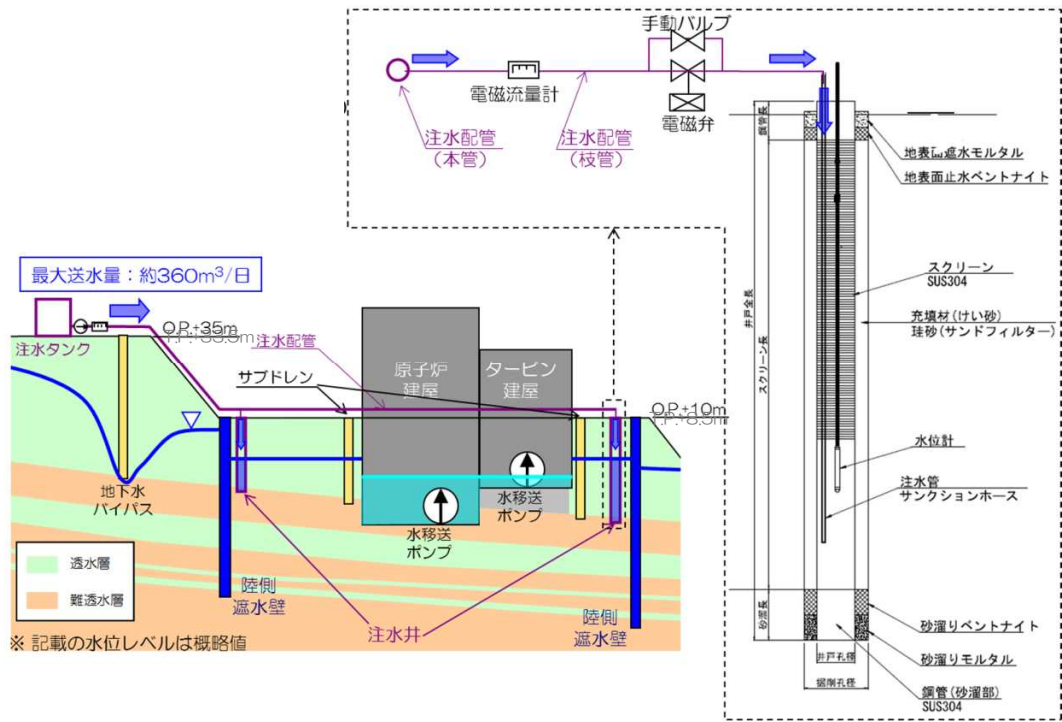 手動バルブ
電磁流量計
電磁弁
注水配管
(本管)
注水配管
(枝管)
鋼管長
地表面遮水モルタル
地表面止水ベントナイト
スクリーン
SUS304
井戸全長
スクリーン長
充填材(けい砂)
珪砂(サンドフィルター)
水位計
注水管
サンクションホース
砂溜長
砂溜りベントナイト
砂溜りモルタル
井戸孔径
掘削孔径
鋼管(砂溜部)
SUS304
最大送水量：約360m³/日
注水タンク
O.P.+35m
T.P.+33.5m
注水配管
サブドレン
原子炉
建屋
タービン
建屋
O.P.+10m
T.P.+8.5m
地下水
バイパス
水移送
ポンプ
水移送
ポンプ
透水層
難透水層
陸側
遮水壁
注水井
陸側
遮水壁
※ 記載の水位レベルは概略値